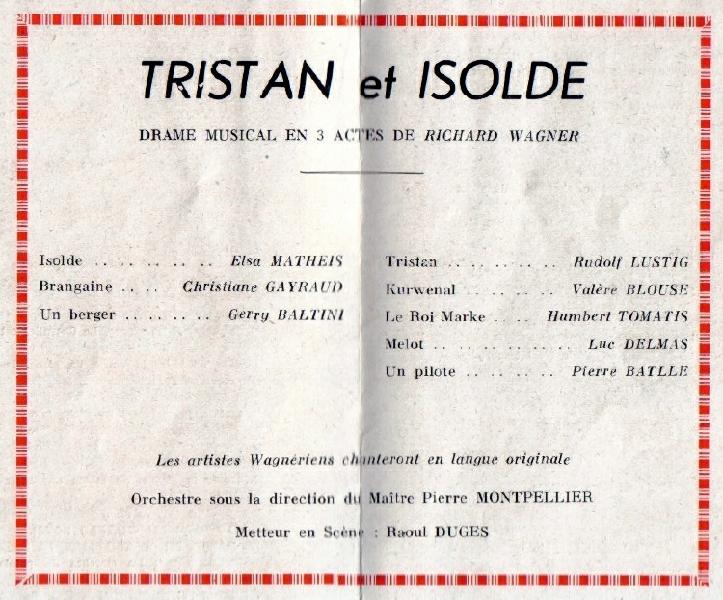 TRISTAN et ISOLDE
DRAME MUSICAL EN 3 ACTES DE RICHARD WAGNER
Isolde .. .. .. .. .. .. Elsa MATHEIS
Brangaine .. .. Christiane GAYRAUD
Un berger .. .. .. .. Gerry BALTINI
Tristan .. .. .. .. .. Rudolf LUSTIG
Kurwenal .. .. .. .. Valère BLOUSE
Le Roi Marke .. .. Humbert TOMATIS
Melot .. .. .. .. .. .. .. Luc DELMAS
Un pilote .. .. .. .. .. Pierre BATLLE
Les artistes Wagnériens chanteront en langue originale
Orchestre sous la direction du Maître Pierre MONTPELLIER
Metteur en Scène : Raoul DUGES